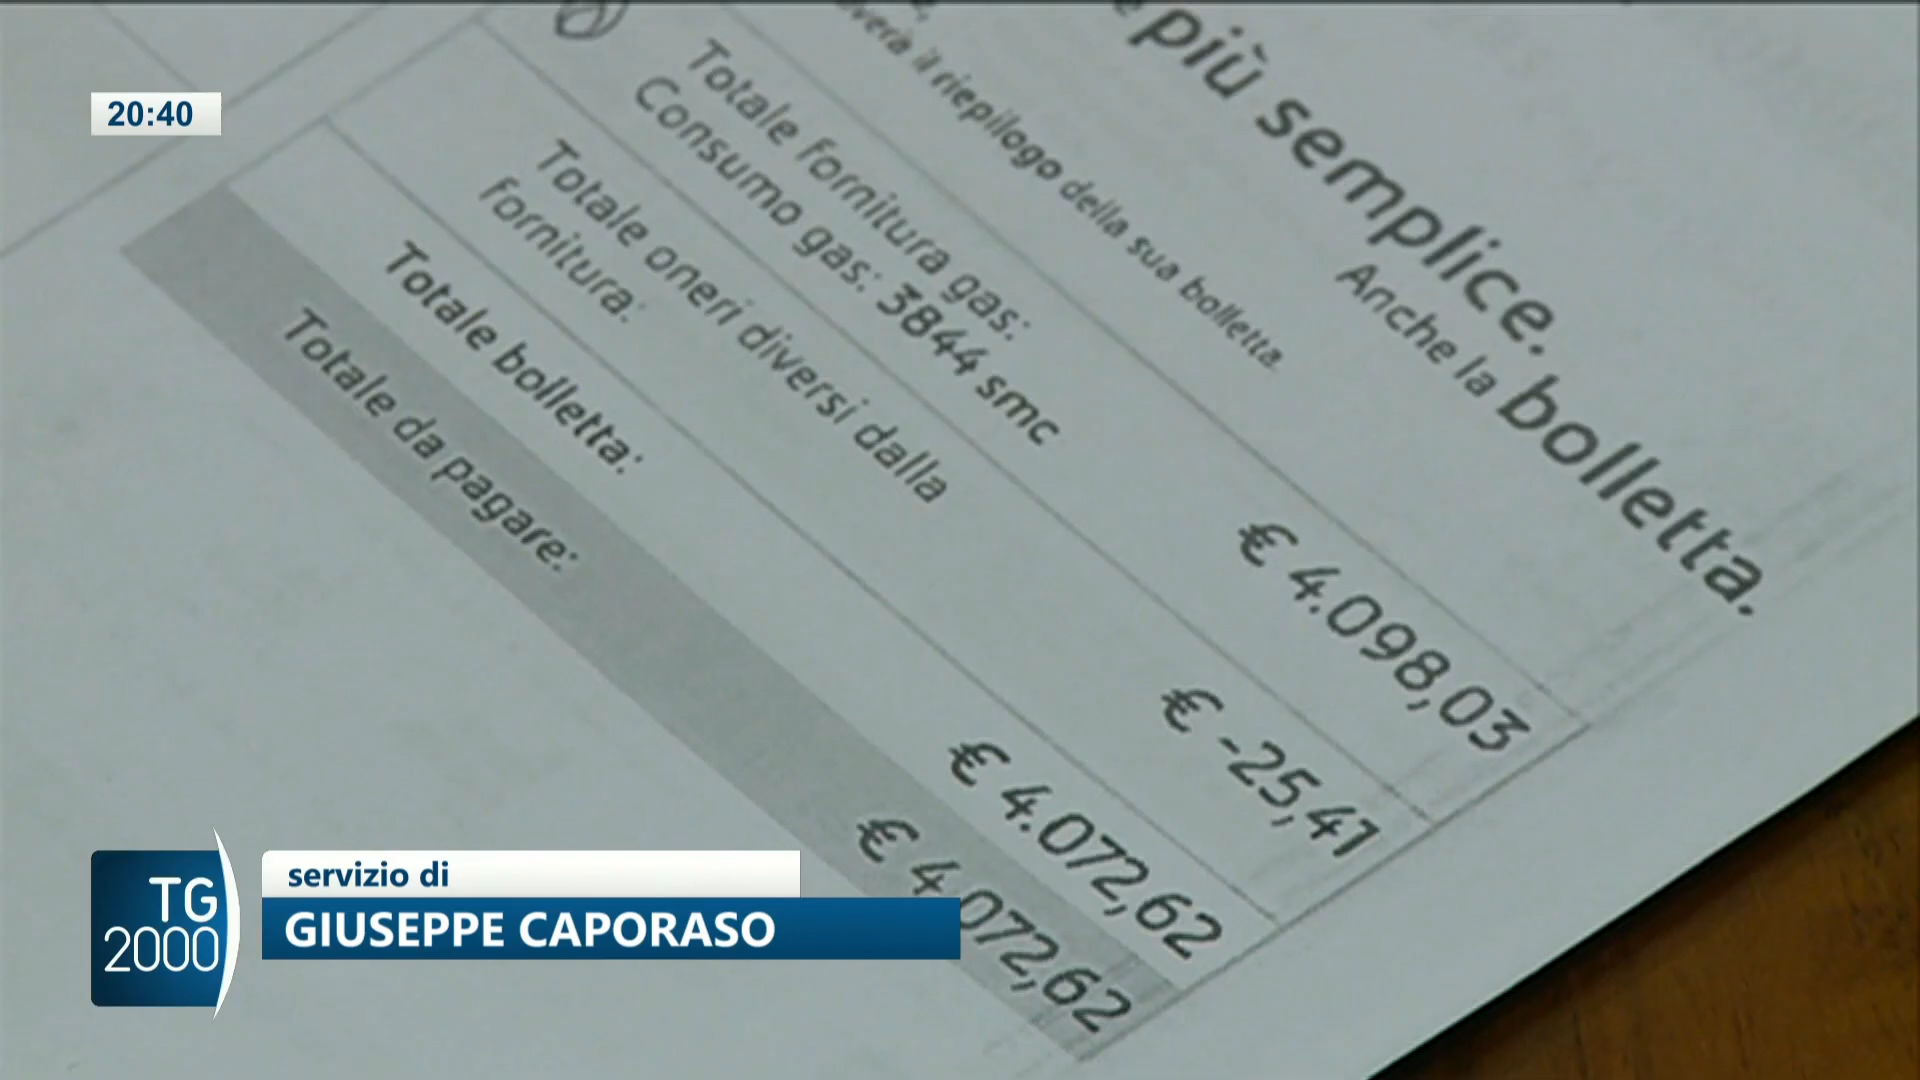 20:40
più semplice.
Anche la bolletta.
il riepilogo della sua bolletta.
Totale fornitura gas:
Consumo gas: 3844 smc
€ 4.098,03
Totale oneri diversi dalla
fornitura:
€ -25,41
Totale bolletta:
€ 4.072,62
Totale da pagare:
€ 4.072,62
TG
2000
servizio di
GIUSEPPE CAPORASO